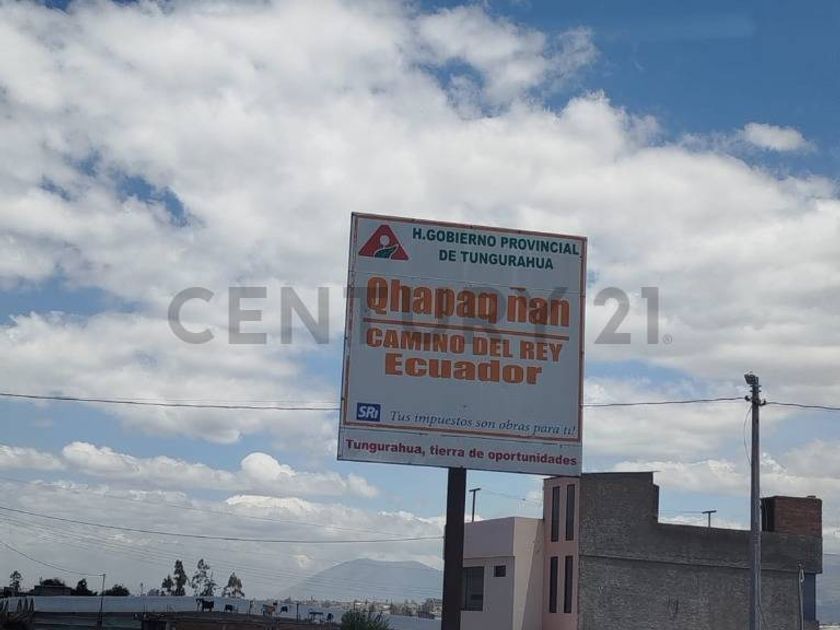 H.GOBIERNO PROVINCIAL
DE TUNGURAHUA
Qhapaq ñan
CENTURY 21
CAMINO DEL REY
Ecuador
SRi Tus impuestos son obras para ti!
Tungurahua, tierra de oportunidades